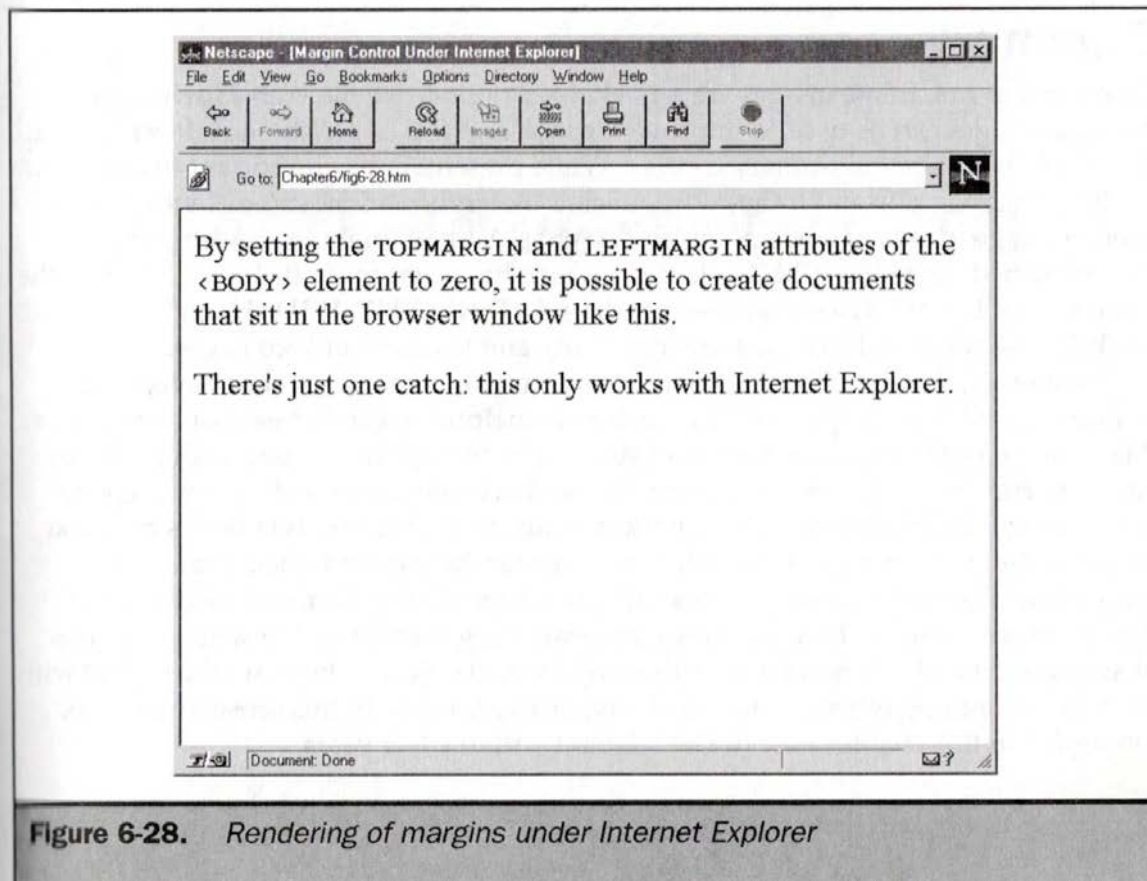 Netscape - [Margin Control Under Internet Explorer]
File Edit View Go Bookmarks Options Directory Window Help
Back Forward Home Reload Images Open Print Find Stop
Go to: Chapter6/fig6-28.htm
N
By setting the TOPMARGIN and LEFTMARGIN attributes of the
<BODY> element to zero, it is possible to create documents
that sit in the browser window like this.
There's just one catch: this only works with Internet Explorer.
Document: Done
?
Figure 6-28. Rendering of margins under Internet Explorer